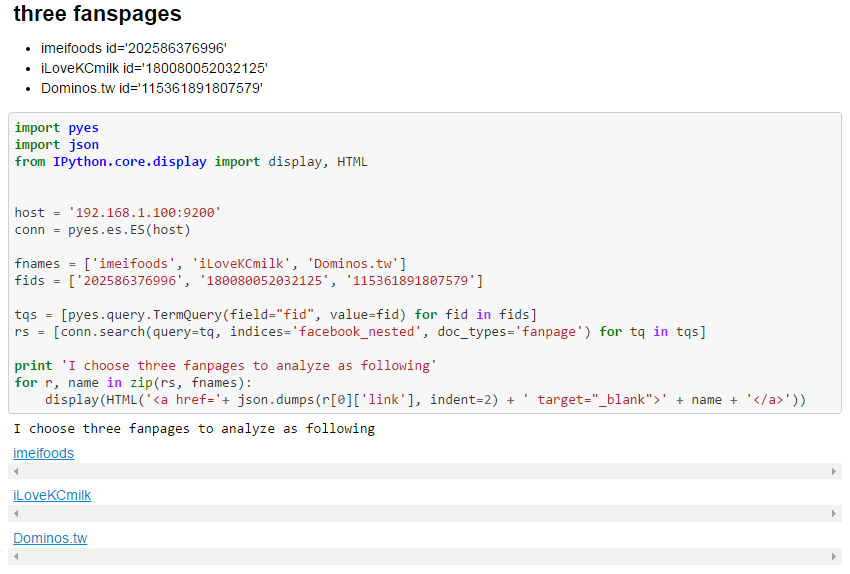 three fanspages
imeifoods id='202586376996'
iLoveKCmilk id='180080052032125'
Dominos.tw id='115361891807579'
import pyes
import json
from IPython.core.display import display, HTML
host = '192.168.1.100:9200'
conn = pyes.es.ES(host)
fnames = ['imeifoods', 'iLoveKCmilk', 'Dominos.tw']
fids = ['202586376996', '180080052032125', '115361891807579']
tqs = [pyes.query.TermQuery(field="fid", value=fid) for fid in fids]
rs = [conn.search(query=tq, indices='facebook_nested', doc_types='fanpage') for tq in tqs]
print 'I choose three fanpages to analyze as following'
for r, name in zip(rs, fnames):
    display(HTML('<a href='+ json.dumps(r[0]['link'], indent=2) + ' target="_blank">' + name + '</a>'))
I choose three fanpages to analyze as following
imeifoods
iLoveKCmilk
Dominos.tw